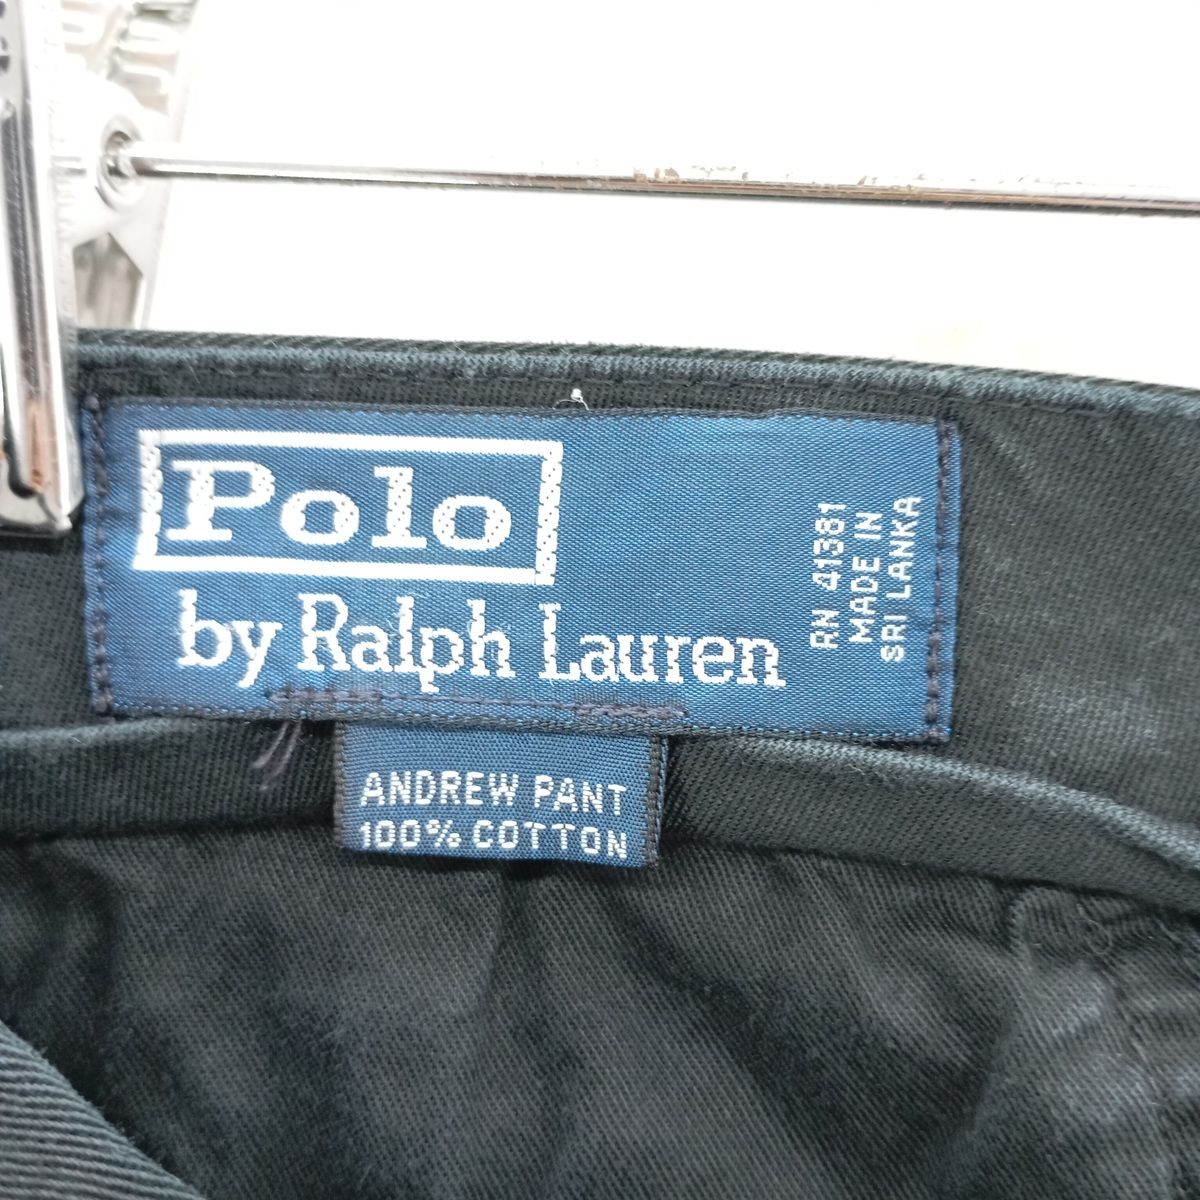 Polo
by Ralph Lauren
RN 41381
MADE IN
SRI LANKA
ANDREW PANT
100% COTTON